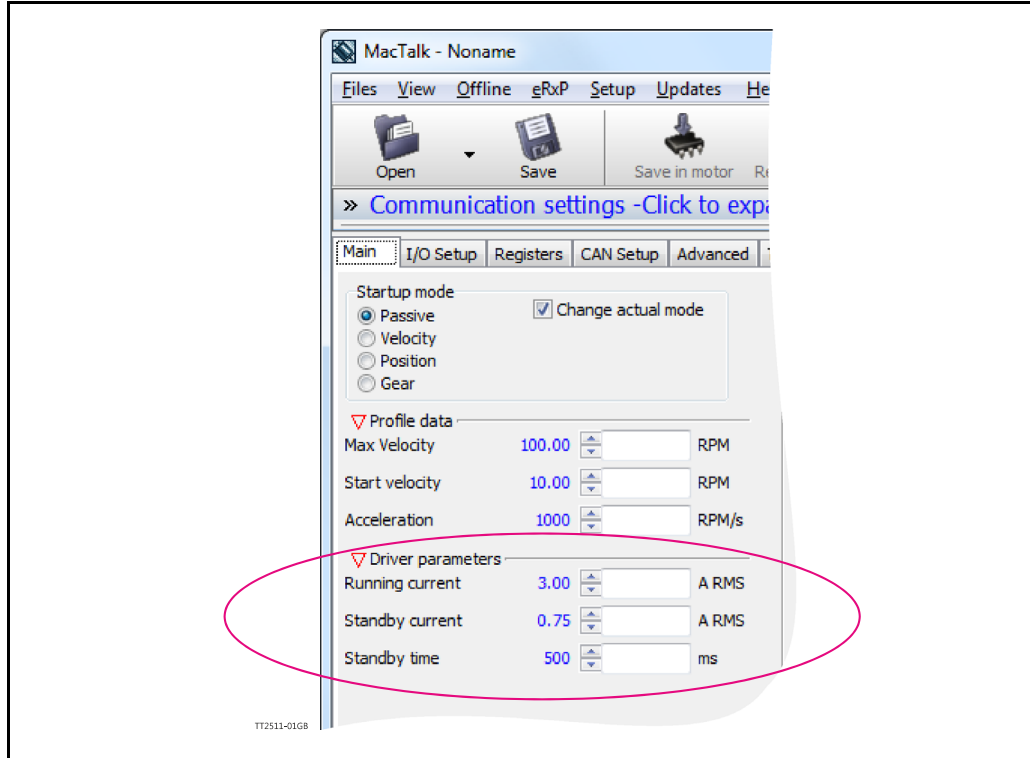 MacTalk - Noname
Files View Offline eRxP Setup Updates He
Open Save Save in motor Re
» Communication settings -Click to expa
Main I/O Setup Registers CAN Setup Advanced
Startup mode
Change actual mode
Passive
Velocity
Position
Gear
Profile data
Max Velocity 100.00 RPM
Start velocity 10.00 RPM
Acceleration 1000 RPM/s
Driver parameters
Running current 3.00 A RMS
Standby current 0.75 A RMS
Standby time 500 ms
TT2511-01GB